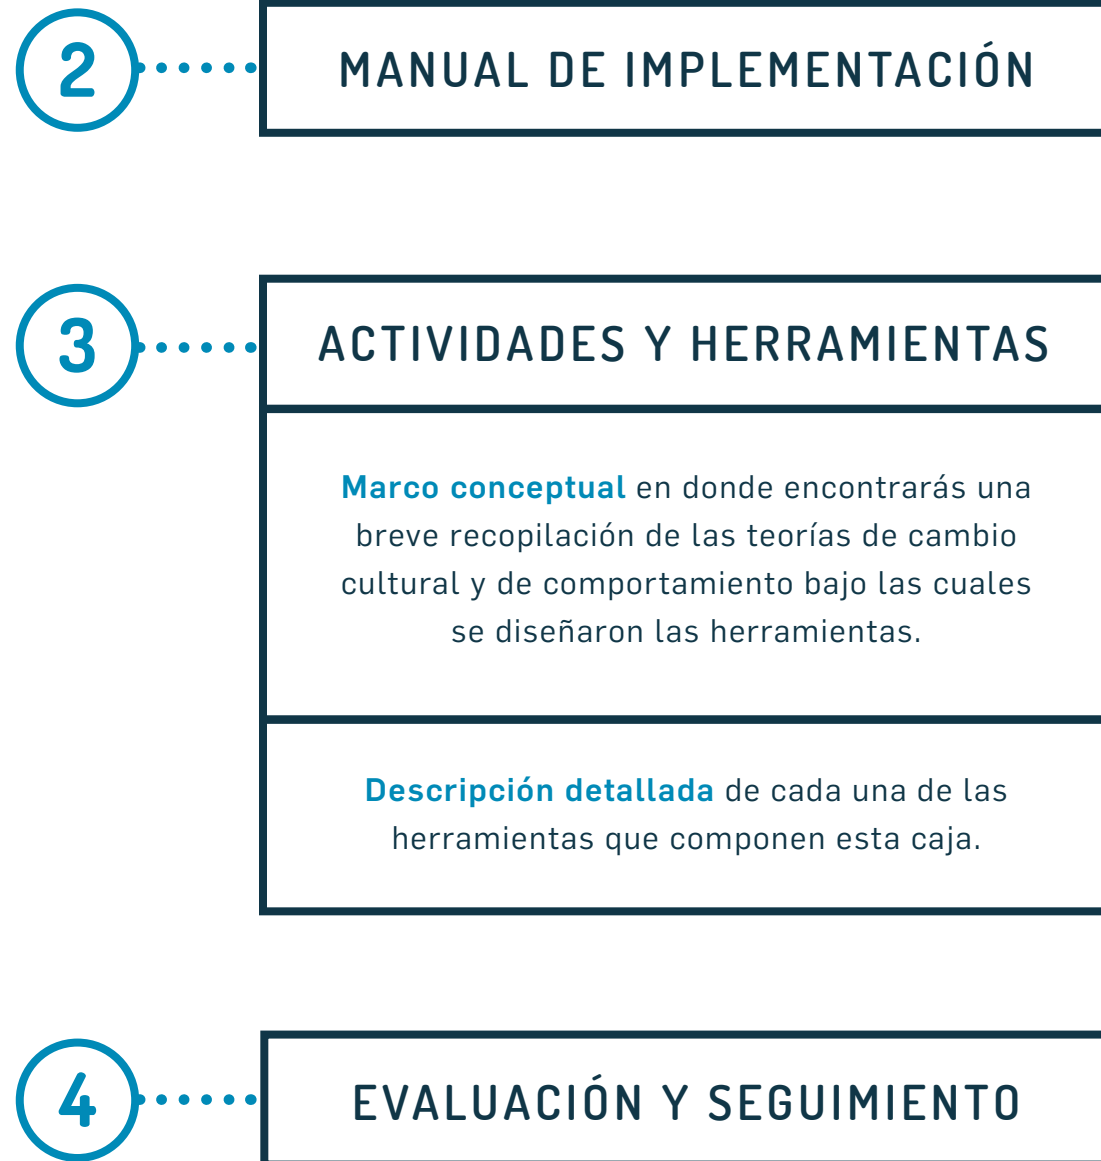 2
MANUAL DE IMPLEMENTACIÓN
3
ACTIVIDADES Y HERRAMIENTAS
Marco conceptual en donde encontrarás una
breve recopilación de las teorías de cambio
cultural y de comportamiento bajo las cuales
se diseñaron las herramientas.
Descripción detallada de cada una de las
herramientas que componen esta caja.
4
EVALUACIÓN Y SEGUIMIENTO